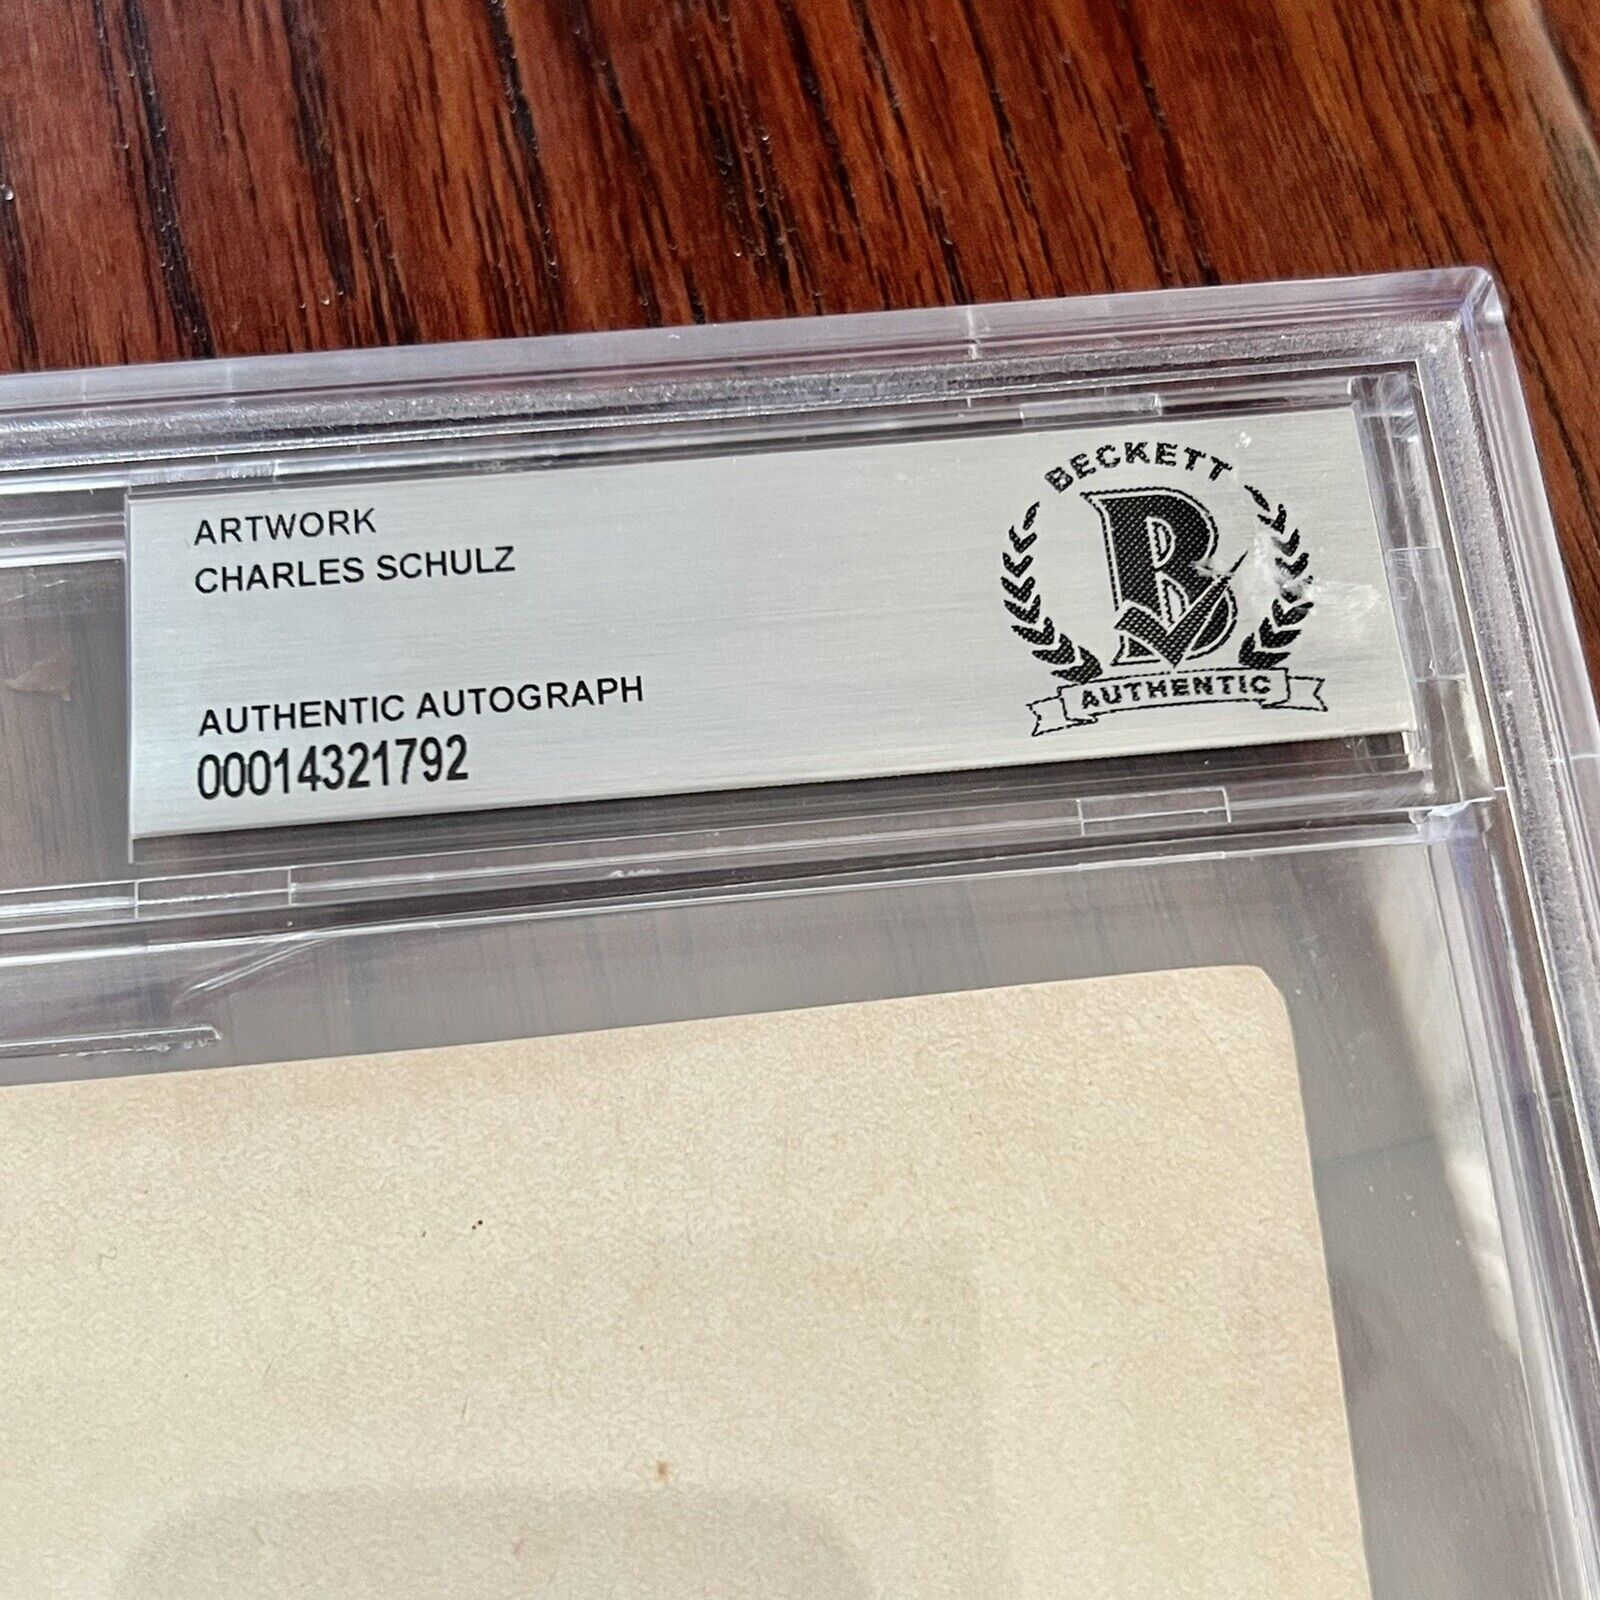 ARTWORK
CHARLES SCHULZ
AUTHENTIC AUTOGRAPH
00014321792
BECKETT
B
AUTHENTIC